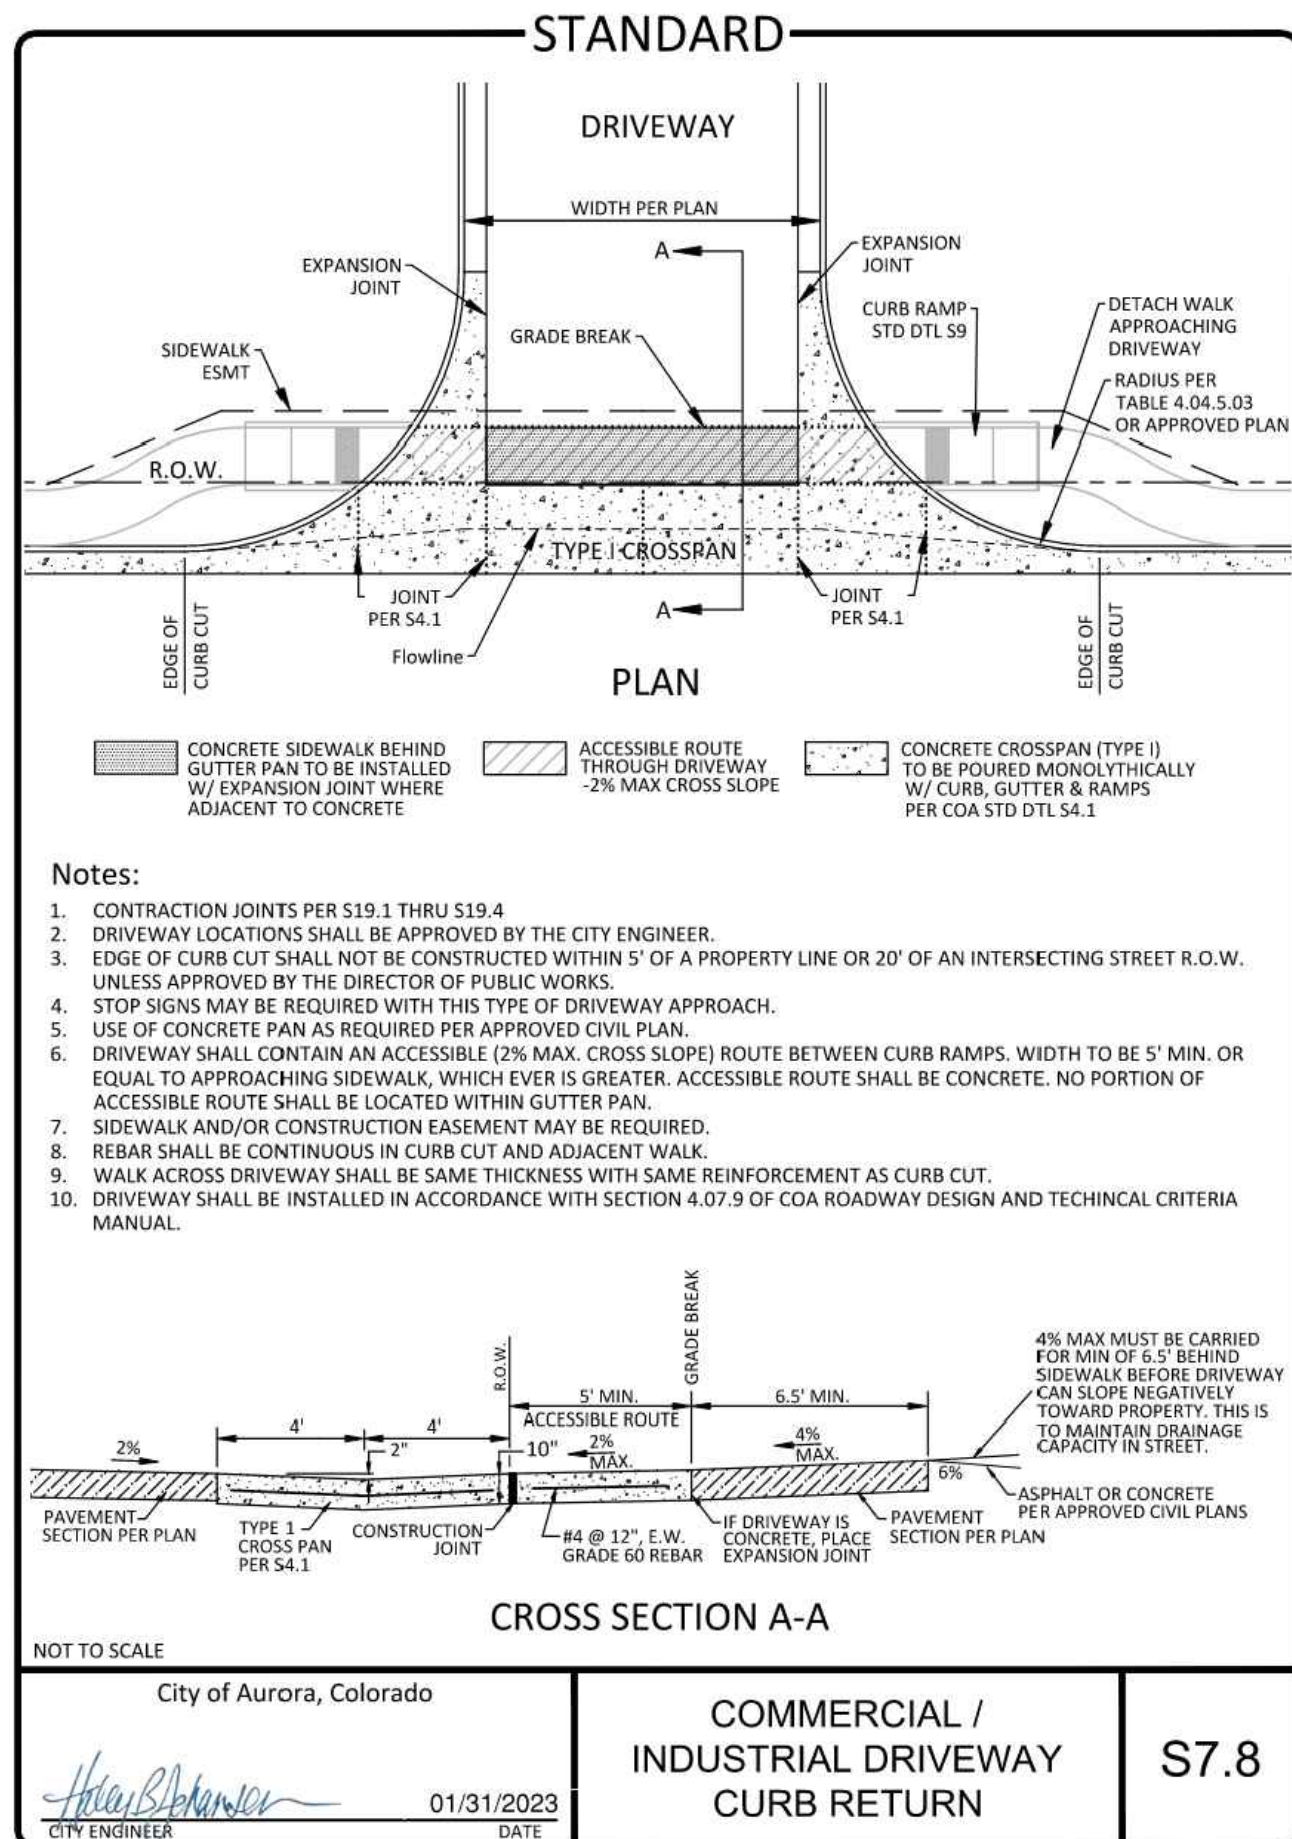 STANDARD
DRIVEWAY
WIDTH PER PLAN
A
EXPANSION
JOINT
EXPANSION
JOINT
CURB RAMP
STD DTL S9
DETACH WALK
APPROACHING
DRIVEWAY
GRADE BREAK
SIDEWALK
ESMT
RADIUS PER
TABLE 4.04.5.03
OR APPROVED PLAN
R.O.W.
TYPE I CROSSPAN
JOINT
PER S4.1
A
JOINT
PER S4.1
EDGE OF
CURB CUT
Flowline
EDGE OF
CURB CUT
PLAN
CONCRETE SIDEWALK BEHIND
GUTTER PAN TO BE INSTALLED
W/ EXPANSION JOINT WHERE
ADJACENT TO CONCRETE
ACCESSIBLE ROUTE
THROUGH DRIVEWAY
-2% MAX CROSS SLOPE
CONCRETE CROSSPAN (TYPE I)
TO BE POURED MONOLYTHICALLY
W/ CURB, GUTTER & RAMPS
PER COA STD DTL S4.1
Notes:
1. CONTRACTION JOINTS PER S19.1 THRU S19.4
2. DRIVEWAY LOCATIONS SHALL BE APPROVED BY THE CITY ENGINEER.
3. EDGE OF CURB CUT SHALL NOT BE CONSTRUCTED WITHIN 5' OF A PROPERTY LINE OR 20' OF AN INTERSECTING STREET R.O.W.
UNLESS APPROVED BY THE DIRECTOR OF PUBLIC WORKS.
4. STOP SIGNS MAY BE REQUIRED WITH THIS TYPE OF DRIVEWAY APPROACH.
5. USE OF CONCRETE PAN AS REQUIRED PER APPROVED CIVIL PLAN.
6. DRIVEWAY SHALL CONTAIN AN ACCESSIBLE (2% MAX. CROSS SLOPE) ROUTE BETWEEN CURB RAMPS. WIDTH TO BE 5' MIN. OR
EQUAL TO APPROACHING SIDEWALK, WHICH EVER IS GREATER. ACCESSIBLE ROUTE SHALL BE CONCRETE. NO PORTION OF
ACCESSIBLE ROUTE SHALL BE LOCATED WITHIN GUTTER PAN.
7. SIDEWALK AND/OR CONSTRUCTION EASEMENT MAY BE REQUIRED.
8. REBAR SHALL BE CONTINUOUS IN CURB CUT AND ADJACENT WALK.
9. WALK ACROSS DRIVEWAY SHALL BE SAME THICKNESS WITH SAME REINFORCEMENT AS CURB CUT.
10. DRIVEWAY SHALL BE INSTALLED IN ACCORDANCE WITH SECTION 4.07.9 OF COA ROADWAY DESIGN AND TECHINCAL CRITERIA
MANUAL.
R.O.W.
GRADE BREAK
4% MAX MUST BE CARRIED
FOR MIN OF 6.5' BEHIND
SIDEWALK BEFORE DRIVEWAY
CAN SLOPE NEGATIVELY
TOWARD PROPERTY. THIS IS
TO MAINTAIN DRAINAGE
CAPACITY IN STREET.
5' MIN.
ACCESSIBLE ROUTE
6.5' MIN.
4'
4'
2%
2"
10"
2%
MAX.
4%
MAX.
6%
ASPHALT OR CONCRETE
PER APPROVED CIVIL PLANS
PAVEMENT
SECTION PER PLAN
TYPE 1
CROSS PAN
PER S4.1
CONSTRUCTION
JOINT
#4 @ 12", E.W.
GRADE 60 REBAR
IF DRIVEWAY IS
CONCRETE, PLACE
EXPANSION JOINT
PAVEMENT
SECTION PER PLAN
CROSS SECTION A-A
NOT TO SCALE
City of Aurora, Colorado
01/31/2023
CITY ENGINEER
DATE
COMMERCIAL /
INDUSTRIAL DRIVEWAY
CURB RETURN
S7.8